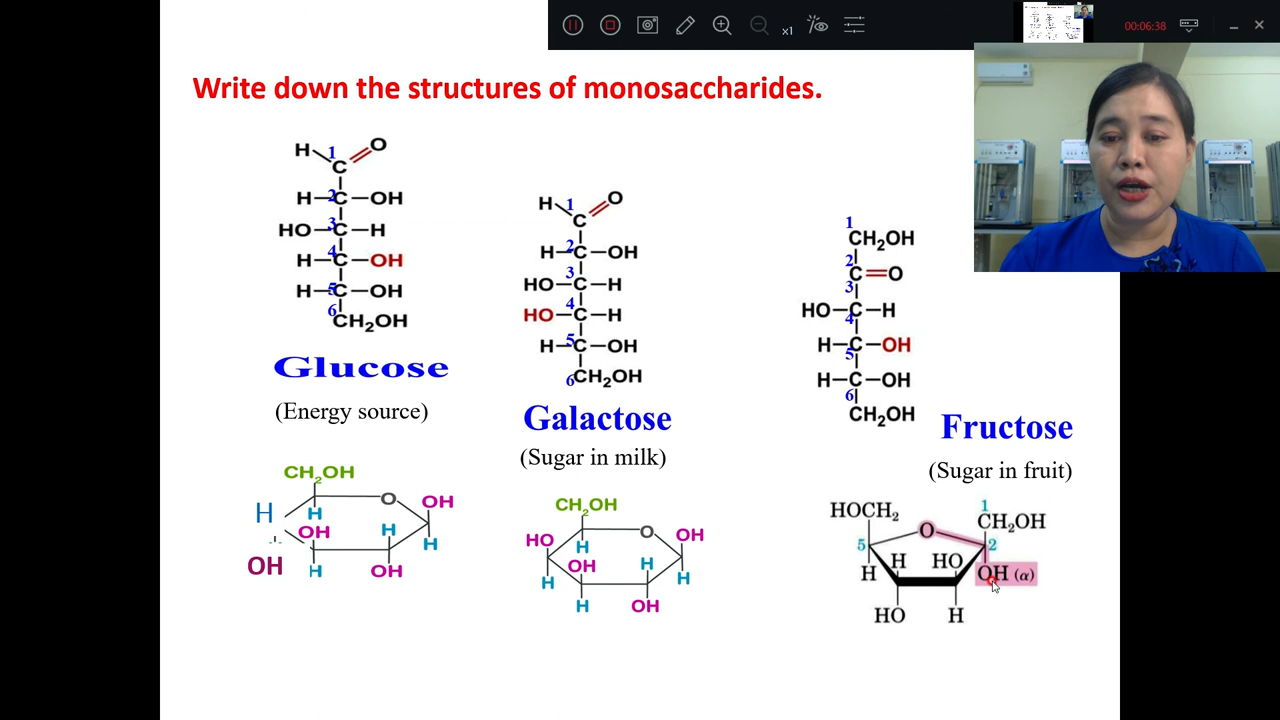 x1
00:06:38
Write down the structures of monosaccharides.
H 1 O
C
H 2 C OH
HO 3 C H
H 4 C OH
H 5 C OH
6 CH2OH
Glucose
(Energy source)
H 1 O
C
H 2 C OH
HO 3 C H
HO 4 C H
H 5 C OH
6 CH2OH
Galactose
(Sugar in milk)
1
CH2OH
2
C=O
3
HO C H
4
H C OH
5
H C OH
6
CH2OH
Fructose
(Sugar in fruit)
CH2OH
O OH
H H
OH H
H
OH H OH
CH2OH
O OH
HO H
OH H
H H
H OH
HOCH2 O 1
CH2OH
5 2
H H HO OH (α)
HO H